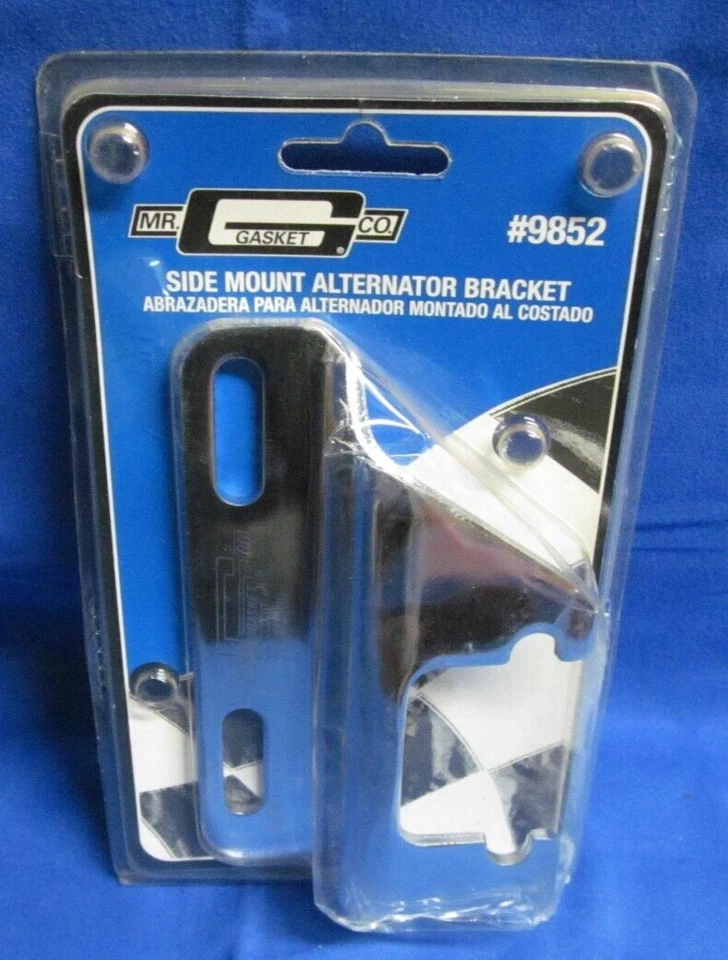 MR. GASKET CO.
#9852
SIDE MOUNT ALTERNATOR BRACKET
ABRAZADERA PARA ALTERNADOR MONTADO AL COSTADO